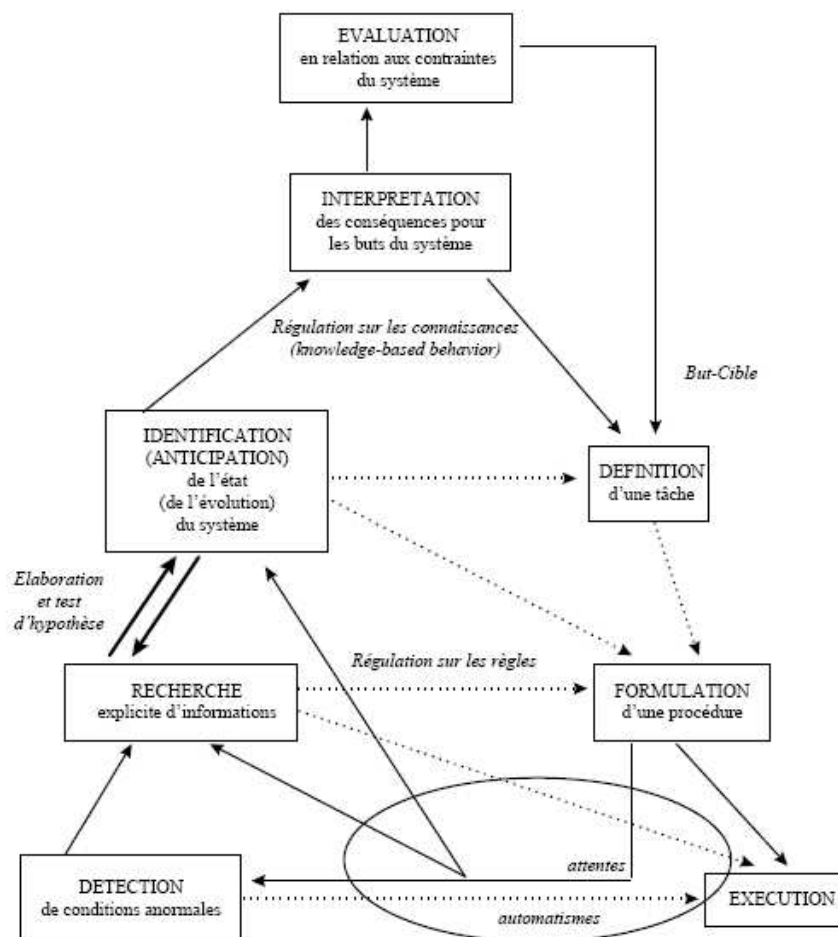 EVALUATION
en relation aux contraintes
du système
INTERPRETATION
des conséquences pour
les buts du système
Régulation sur les connaissances
(knowledge-based behavior)
But-Cible
IDENTIFICATION
(ANTICIPATION)
de l'état
(de l'évolution)
du système
DEFINITION
d'une tâche
Elaboration
et test
d'hypothèse
Régulation sur les règles
RECHERCHE
explicite d'informations
FORMULATION
d'une procédure
attentes
DETECTION
de conditions anormales
automatismes
EXECUTION